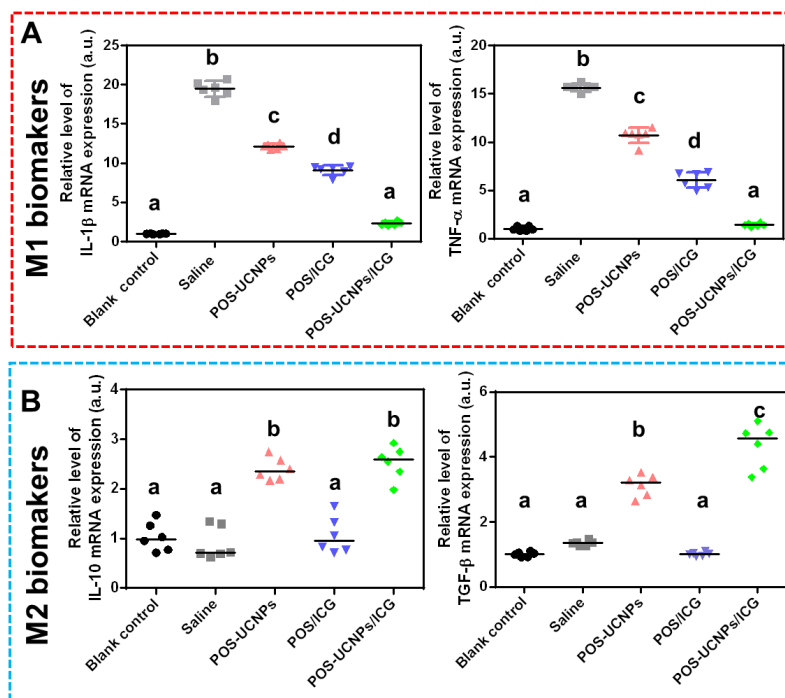 A
M1 biomakers
Relative level of
IL-1β mRNA expression (a.u.)
25
20
15
10
5
0
a
b
c
d
a
Blank control
Saline
POS-UCNPs
POS/ICG
POS-UCNPs/ICG
Relative level of
TNF-α mRNA expression (a.u.)
20
15
10
5
0
a
b
c
d
a
Blank control
Saline
POS-UCNPs
POS/ICG
POS-UCNPs/ICG
B
M2 biomakers
Relative level of
IL-10 mRNA expression (a.u.)
4
3
2
1
0
a
a
b
a
b
Blank control
Saline
POS-UCNPs
POS/ICG
POS-UCNPs/ICG
Relative level of
TGF-β mRNA expression (a.u.)
6
4
2
0
a
a
b
a
c
Blank control
Saline
POS-UCNPs
POS/ICG
POS-UCNPs/ICG